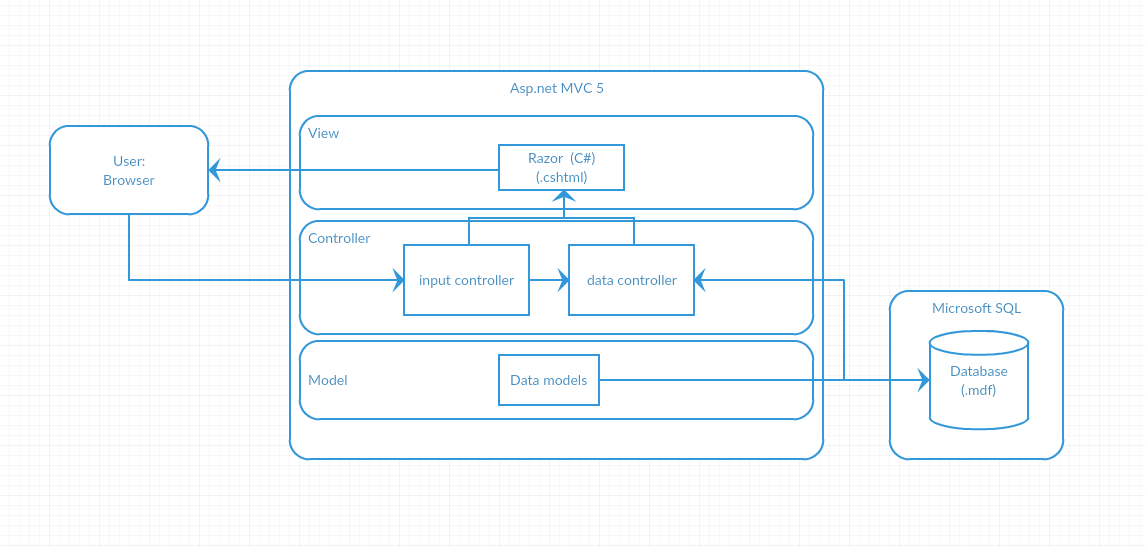 Asp.net MVC 5
View
Razor (C#)
(.cshtml)
User:
Browser
Controller
input controller
data controller
Microsoft SQL
Database
(.mdf)
Model
Data models